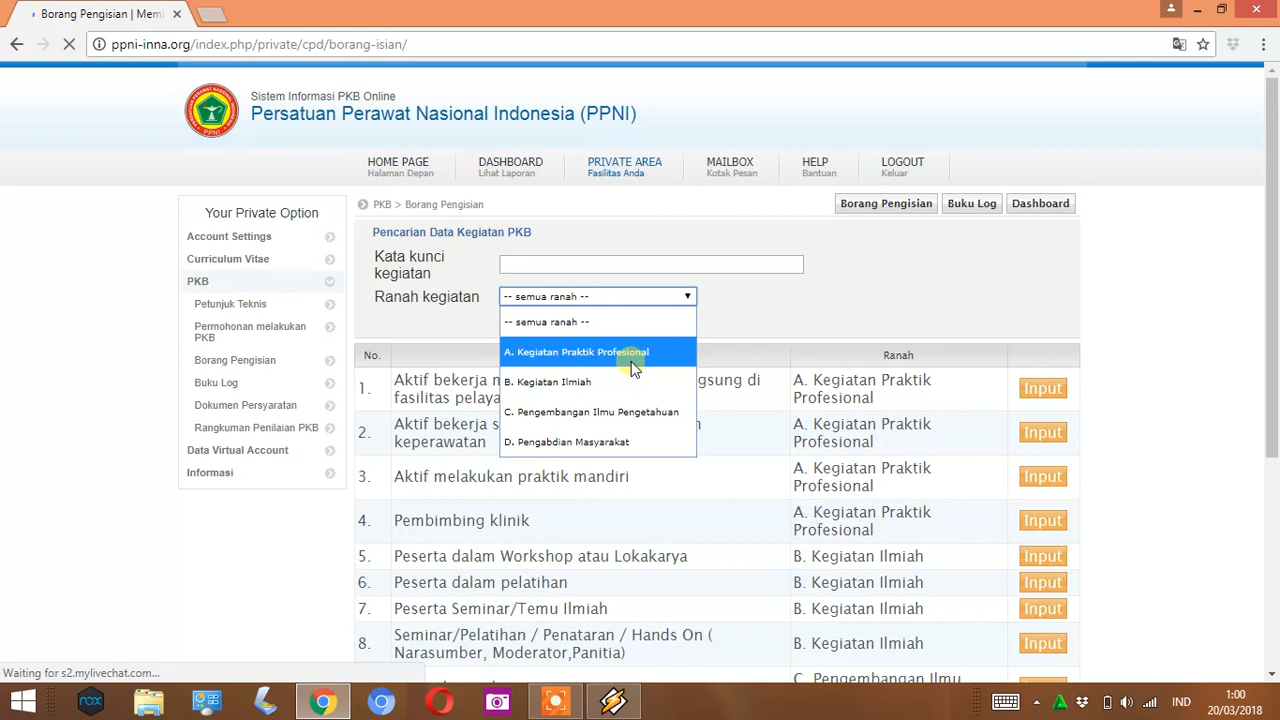 Borang Pengisian | Mem
ppni-inna.org/index.php/private/cpd/borang-isian/
Sistem Informasi PKB Online
Persatuan Perawat Nasional Indonesia (PPNI)
PPNI
HOME PAGE
Halaman Depan
DASHBOARD
Lihat Laporan
PRIVATE AREA
Fasilitas Anda
MAILBOX
Kotak Pesan
HELP
Bantuan
LOGOUT
Keluar
Your Private Option
Account Settings
Curriculum Vitae
PKB
Petunjuk Teknis
Permohonan melakukan
PKB
Borang Pengisian
Buku Log
Dokumen Persyaratan
Rangkuman Penilaian PKB
Data Virtual Account
Informasi
PKB > Borang Pengisian
Borang Pengisian
Buku Log
Dashboard
Pencarian Data Kegiatan PKB
Kata kunci
kegiatan
Ranah kegiatan
-- semua ranah --
-- semua ranah --
A. Kegiatan Praktik Profesional
B. Kegiatan Ilmiah
C. Pengembangan Ilmu Pengetahuan
D. Pengabdian Masyarakat
No. Ranah
1. Aktif bekerja gsung di A. Kegiatan Praktik Input
fasilitas Profesional
2. Aktif bekerja A. Kegiatan Praktik Input
keperawatan Profesional
3. Aktif melakukan praktik mandiri A. Kegiatan Praktik Input
Profesional
4. Pembimbing klinik A. Kegiatan Praktik Input
Profesional
5. Peserta dalam Workshop atau Lokakarya B. Kegiatan Ilmiah Input
6. Peserta dalam pelatihan B. Kegiatan Ilmiah Input
7. Peserta Seminar/Temu Ilmiah B. Kegiatan Ilmiah Input
8. Seminar/Pelatihan / Penataran / Hands On ( B. Kegiatan Ilmiah Input
Narasumber, Moderator,Panitia)
C. Pengembangan Ilmu
Waiting for s2.mylivechat.com...
nox
IND
1:00
20/03/2018